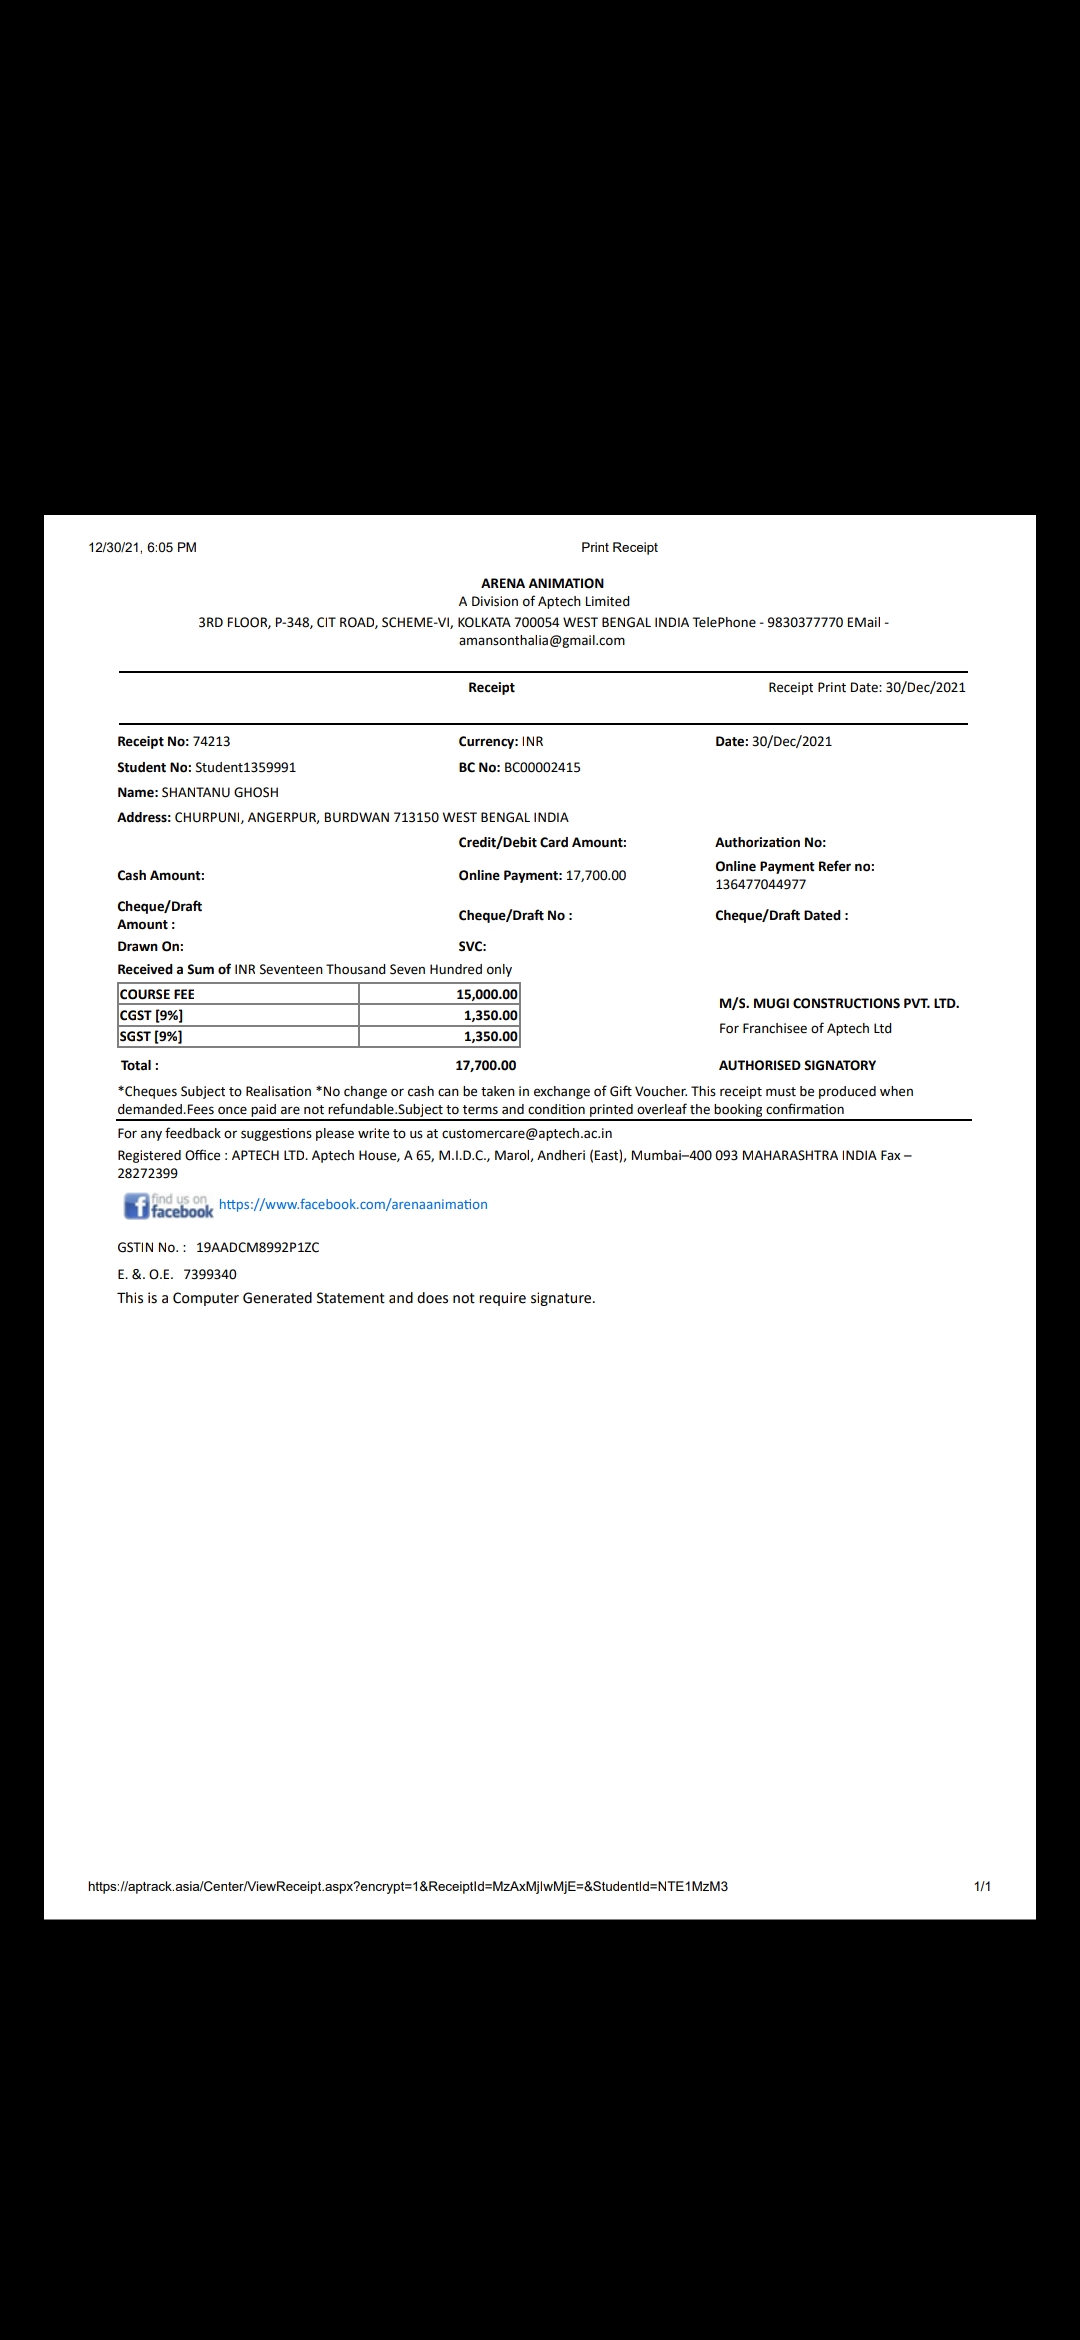 12/30/21, 6:05 PM Print Receipt
ARENA ANIMATION
A Division of Aptech Limited
3RD FLOOR, P-348, CIT ROAD, SCHEME-VI, KOLKATA 700054 WEST BENGAL INDIA TelePhone - 9830377770 EMail -
amansonthalia@gmail.com
Receipt Receipt Print Date: 30/Dec/2021
Receipt No: 74213 Currency: INR Date: 30/Dec/2021
Student No: Student1359991 BC No: BC00002415
Name: SHANTANU GHOSH
Address: CHURPUNI, ANGERPUR, BURDWAN 713150 WEST BENGAL INDIA
Credit/Debit Card Amount: Authorization No:
Cash Amount: Online Payment: 17,700.00 Online Payment Refer no:
136477044977
Cheque/Draft
Amount : Cheque/Draft No : Cheque/Draft Dated :
Drawn On: SVC:
Received a Sum of INR Seventeen Thousand Seven Hundred only
COURSE FEE 15,000.00
CGST [9%] 1,350.00
SGST [9%] 1,350.00
Total : 17,700.00
M/S. MUGI CONSTRUCTIONS PVT. LTD.
For Franchisee of Aptech Ltd
AUTHORISED SIGNATORY
*Cheques Subject to Realisation *No change or cash can be taken in exchange of Gift Voucher. This receipt must be produced when
demanded.Fees once paid are not refundable.Subject to terms and condition printed overleaf the booking confirmation
For any feedback or suggestions please write to us at customercare@aptech.ac.in
Registered Office : APTECH LTD. Aptech House, A 65, M.I.D.C., Marol, Andheri (East), Mumbai–400 093 MAHARASHTRA INDIA Fax –
28272399
find us on
facebook https://www.facebook.com/arenaanimation
GSTIN No. : 19AADCM8992P1ZC
E. &. O.E. 7399340
This is a Computer Generated Statement and does not require signature.
https://aptrack.asia/Center/ViewReceipt.aspx?encrypt=1&ReceiptId=MzAxMjIwMjE=&StudentId=NTE1MzM3 1/1